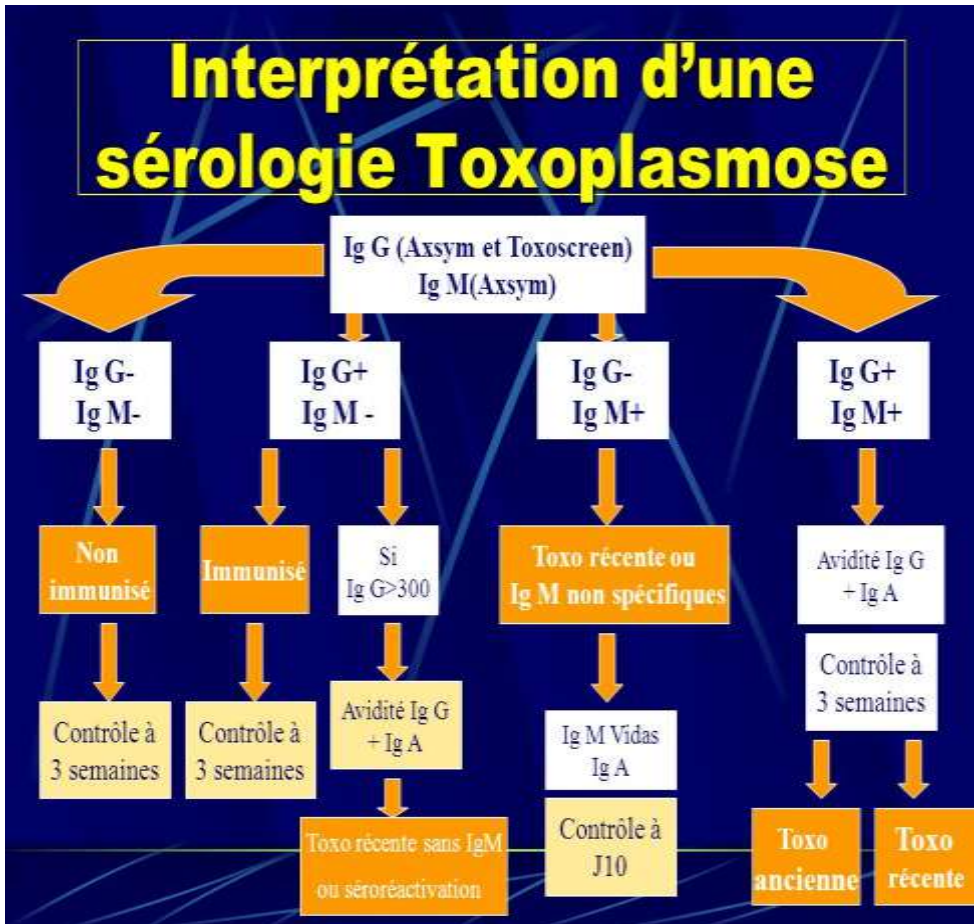 Interprétation d’une
sérologie Toxoplasmose
Ig G (Axsym et Toxoscreen)
Ig M(Axsym)
Ig G-
Ig M-
Ig G+
Ig M -
Ig G-
Ig M+
Ig G+
Ig M+
Non
immunisé
Immunisé
Si
Ig G>300
Toxo récente ou
Ig M non spécifiques
Avidité Ig G
+ Ig A
Contrôle à
3 semaines
Contrôle à
3 semaines
Avidité Ig G
+ Ig A
Ig M Vidas
Ig A
Contrôle à
3 semaines
Toxo récente sans IgM
ou séroréactivation
Contrôle à
J10
Toxo
ancienne
Toxo
récente